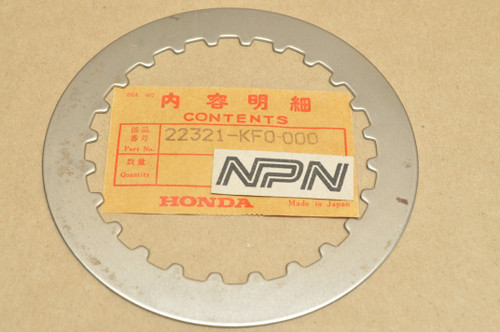 内容明細
CONTENTS
部品番号
Part No.
22321-KF0-000
数量
Quantity
NPN
HONDA
Made in Japan